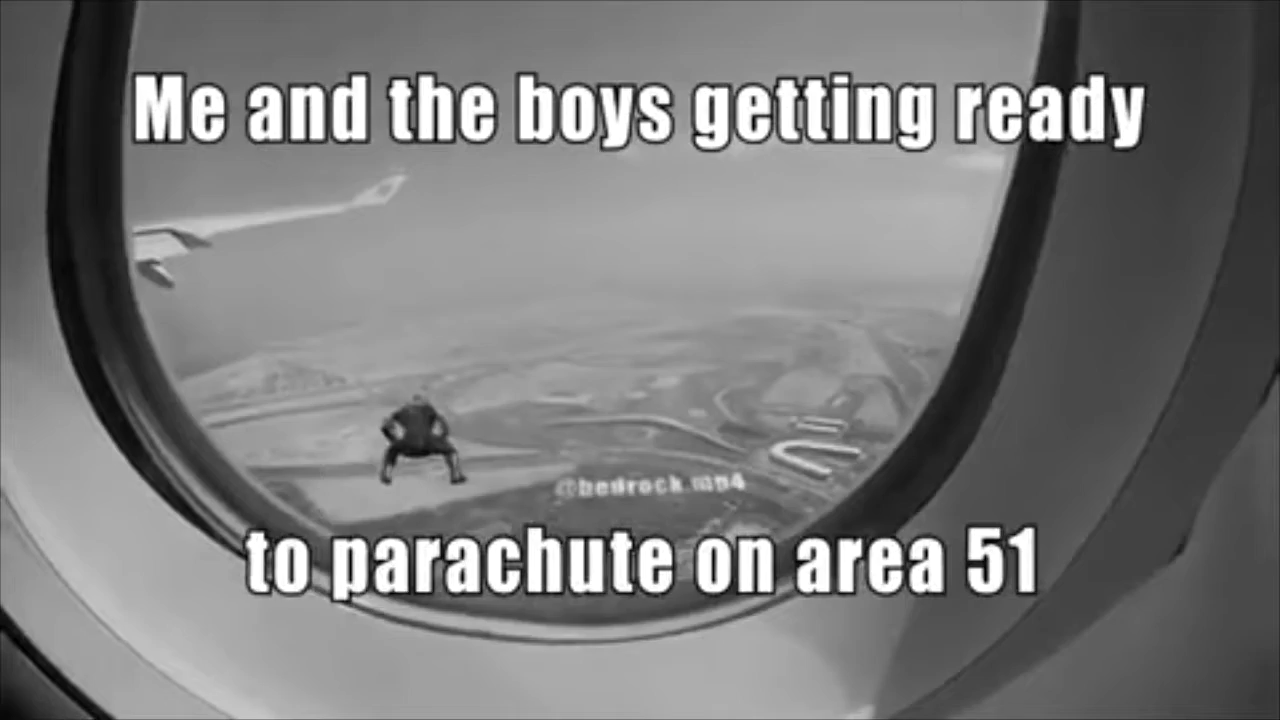 Me and the boys getting ready
@bedrock.mp4
to parachute on area 51